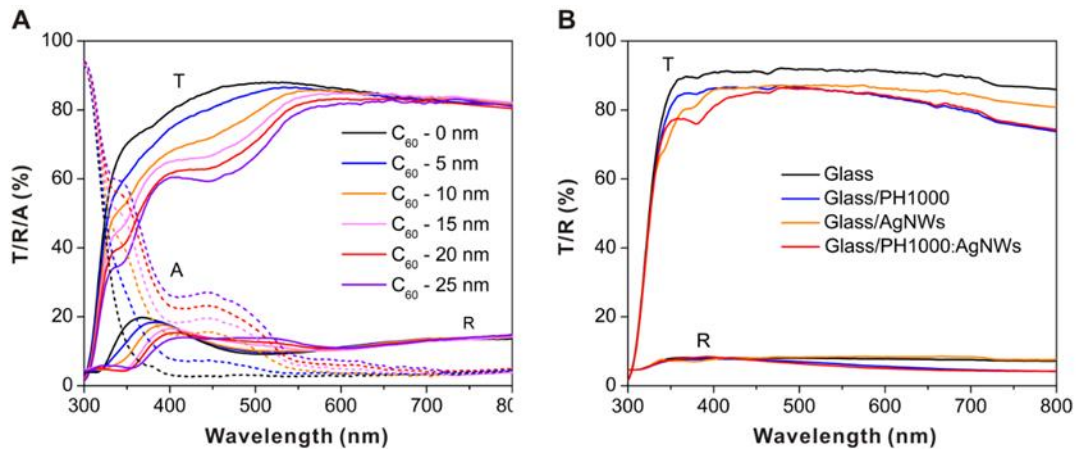 A
T
C60 - 0 nm
C60 - 5 nm
C60 - 10 nm
C60 - 15 nm
C60 - 20 nm
C60 - 25 nm
A
R
T/R/A (%)
100
80
60
40
20
0
300 400 500 600 700 80
Wavelength (nm)
B
T
Glass
Glass/PH1000
Glass/AgNWs
Glass/PH1000:AgNWs
R
T/R (%)
100
80
60
40
20
0
300 400 500 600 700 800
Wavelength (nm)